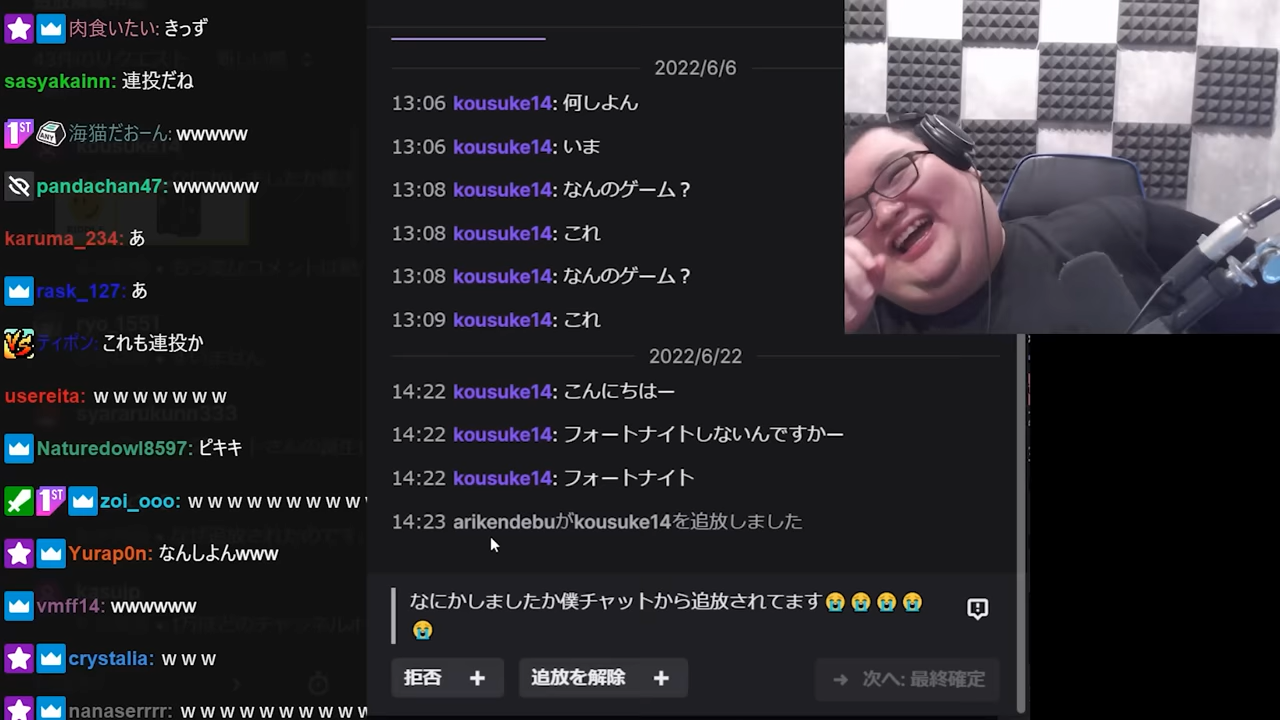 肉食いたい: きっず
sasyakainn: 連投だね
1ST 海猫だおーん: wwwww
pandachan47: wwwwww
karuma_234: あ
rask_127: あ
ティポン: これも連投か
usereita: ｗｗｗｗｗｗｗ
Naturedowl8597: ピキキ
1ST zoi_ooo: ｗｗｗｗｗｗｗｗｗｗ
Yurap0n: なんしよんwww
vmff14: wwwwww
crystalia: ｗｗｗ
nanaserrrr: ｗｗｗｗｗｗｗｗｗｗ
2022/6/6
13:06 kousuke14: 何しよん
13:06 kousuke14: いま
13:08 kousuke14: なんのゲーム？
13:08 kousuke14: これ
13:08 kousuke14: なんのゲーム？
13:09 kousuke14: これ
2022/6/22
14:22 kousuke14: こんにちはー
14:22 kousuke14: フォートナイトしないんですかー
14:22 kousuke14: フォートナイト
14:23 arikendebuがkousuke14を追放しました
なにかしましたか僕チャットから追放されてます😭😭😭😭
😭
拒否 +
追放を解除 +
→ 次へ: 最終確定